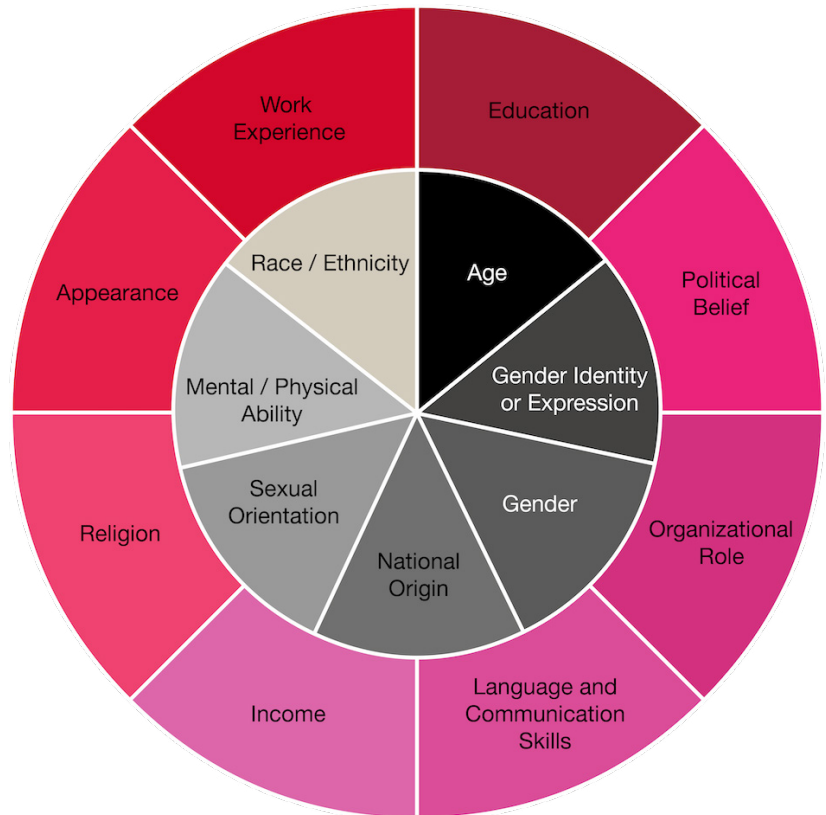 Work
Experience
Education
Appearance
Race / Ethnicity
Age
Political
Belief
Mental / Physical
Ability
Gender Identity
or Expression
Religion
Sexual
Orientation
Gender
Organizational
Role
National
Origin
Income
Language and
Communication
Skills